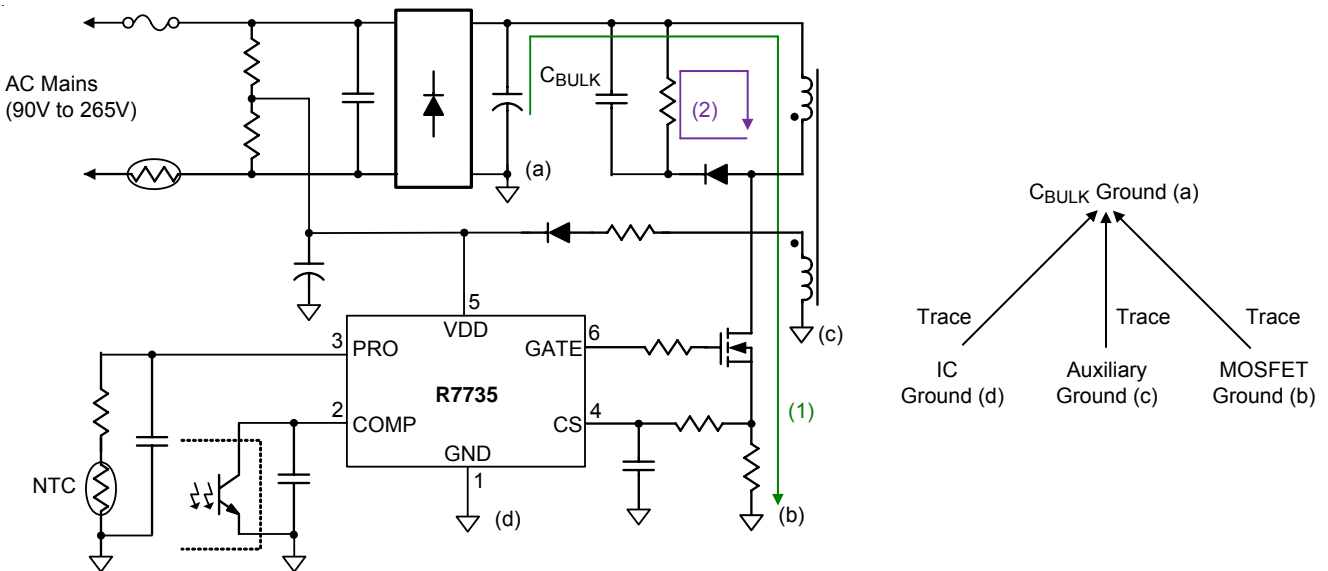 AC Mains
(90V to 265V)
CBULK
(a)
(2)
5
VDD
3
PRO
6
GATE
R7735
2
COMP
4
CS
GND
1
NTC
(d)
(b)
(1)
(c)
CBULK Ground (a)
Trace
Trace
Trace
IC
Ground (d)
Auxiliary
Ground (c)
MOSFET
Ground (b)